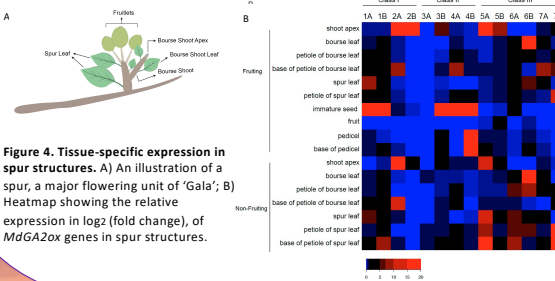 A
Fruitlets
Bourse Shoot Apex
Spur Leaf
Bourse Shoot Leaf
Bourse Shoot
Figure 4. Tissue-specific expression in
spur structures. A) An illustration of a
spur, a major flowering unit of ‘Gala’; B)
Heatmap showing the relative
expression in log2 (fold change), of
MdGA2ox genes in spur structures.
B
1A 1B 2A 2B 3A 3B 4A 4B 5A 5B 6A 6B 7A
Fruiting
shoot apex
bourse leaf
petiole of bourse leaf
base of petiole of bourse leaf
spur leaf
petiole of spur leaf
immature seed
fruit
pedicel
base of pedicel
Non-Fruiting
shoot apex
bourse leaf
petiole of bourse leaf
base of petiole of bourse leaf
spur leaf
petiole of spur leaf
base of petiole of spur leaf
0 5 10 15 20